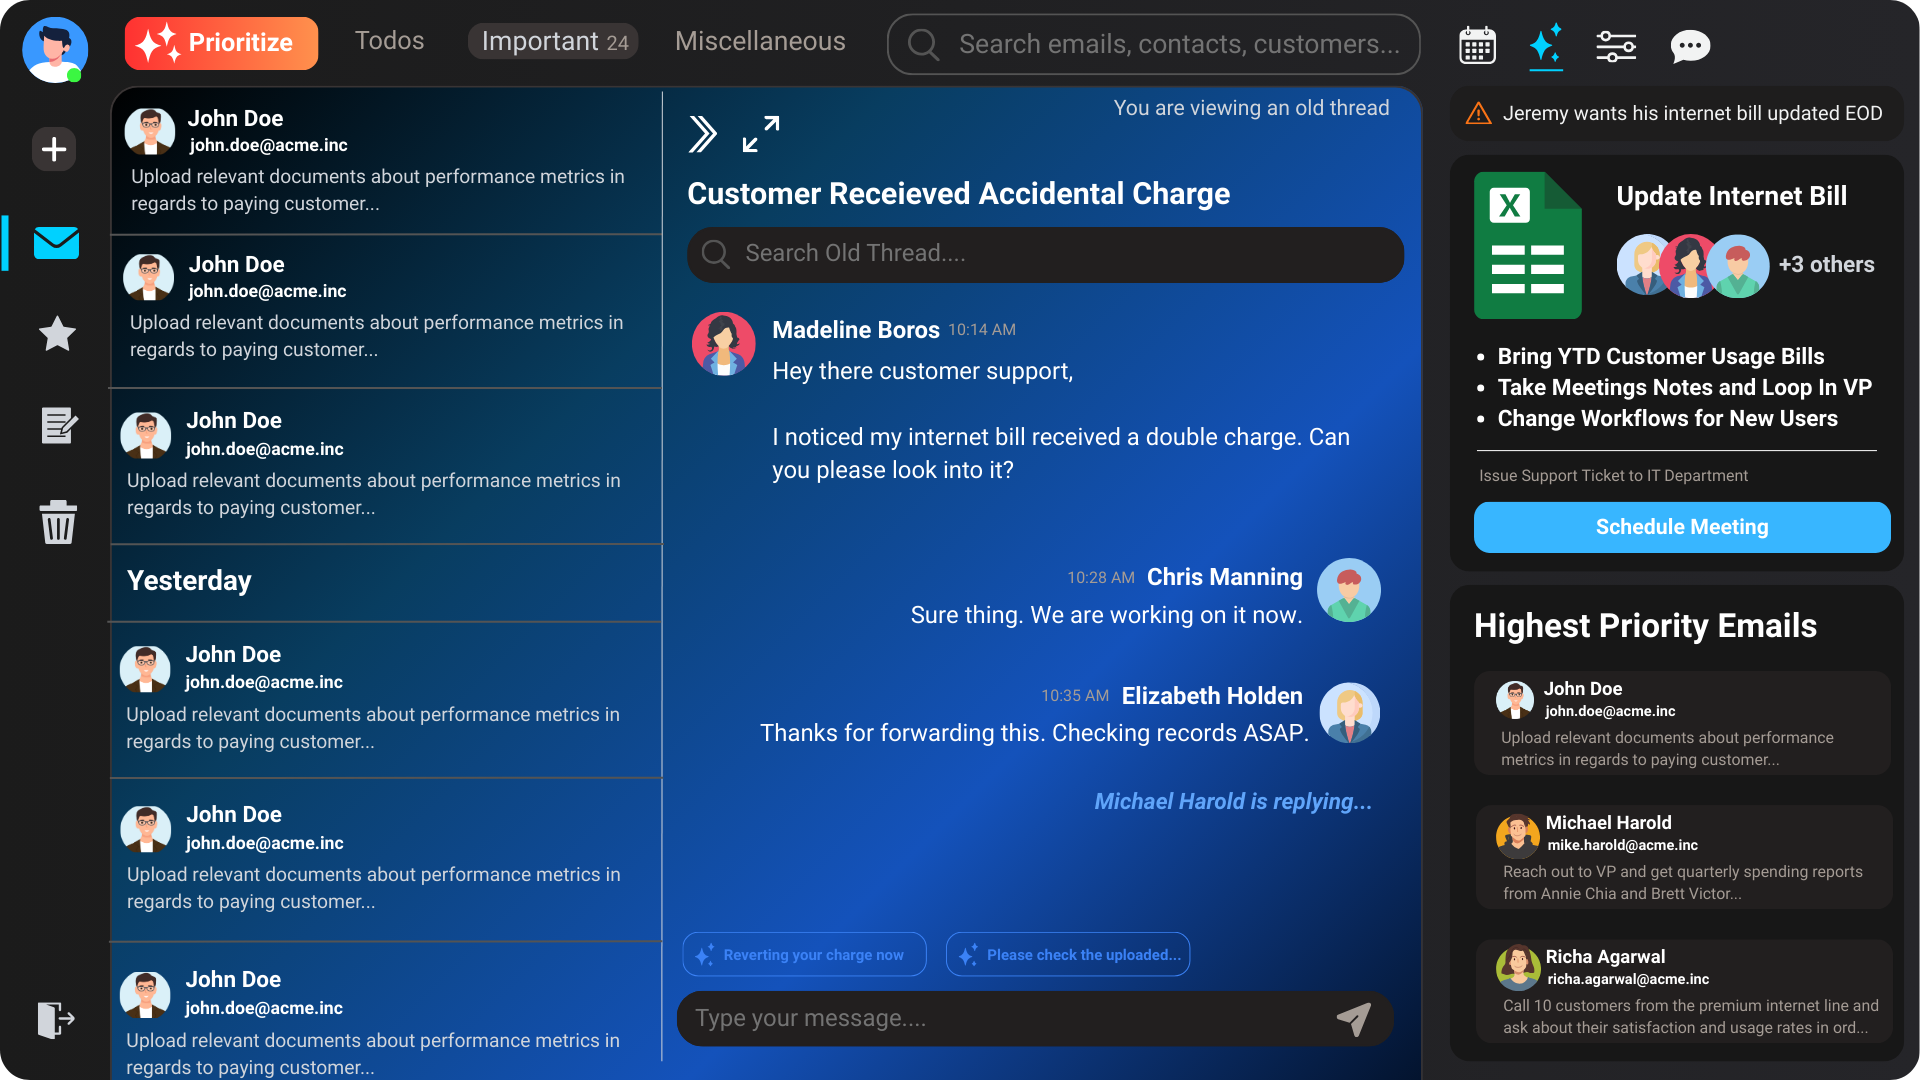 Prioritize
Todos
Important 24
Miscellaneous
Search emails, contacts, customers...
John Doe
john.doe@acme.inc
Upload relevant documents about performance metrics in
regards to paying customer...
John Doe
john.doe@acme.inc
Upload relevant documents about performance metrics in
regards to paying customer...
John Doe
john.doe@acme.inc
Upload relevant documents about performance metrics in
regards to paying customer...
Yesterday
John Doe
john.doe@acme.inc
Upload relevant documents about performance metrics in
regards to paying customer...
John Doe
john.doe@acme.inc
Upload relevant documents about performance metrics in
regards to paying customer...
John Doe
john.doe@acme.inc
Upload relevant documents about performance metrics in
regards to paying customer...
You are viewing an old thread
Customer Receieved Accidental Charge
Search Old Thread....
Madeline Boros 10:14 AM
Hey there customer support,
I noticed my internet bill received a double charge. Can
you please look into it?
10:28 AM Chris Manning
Sure thing. We are working on it now.
10:35 AM Elizabeth Holden
Thanks for forwarding this. Checking records ASAP.
Michael Harold is replying...
Reverting your charge now
Please check the uploaded...
Type your message....
Jeremy wants his internet bill updated EOD
X
Update Internet Bill
+3 others
• Bring YTD Customer Usage Bills
• Take Meetings Notes and Loop In VP
• Change Workflows for New Users
Issue Support Ticket to IT Department
Schedule Meeting
Highest Priority Emails
John Doe
john.doe@acme.inc
Upload relevant documents about performance
metrics in regards to paying customer...
Michael Harold
mike.harold@acme.inc
Reach out to VP and get quarterly spending reports
from Annie Chia and Brett Victor...
Richa Agarwal
richa.agarwal@acme.inc
Call 10 customers from the premium internet line and
ask about their satisfaction and usage rates in ord...